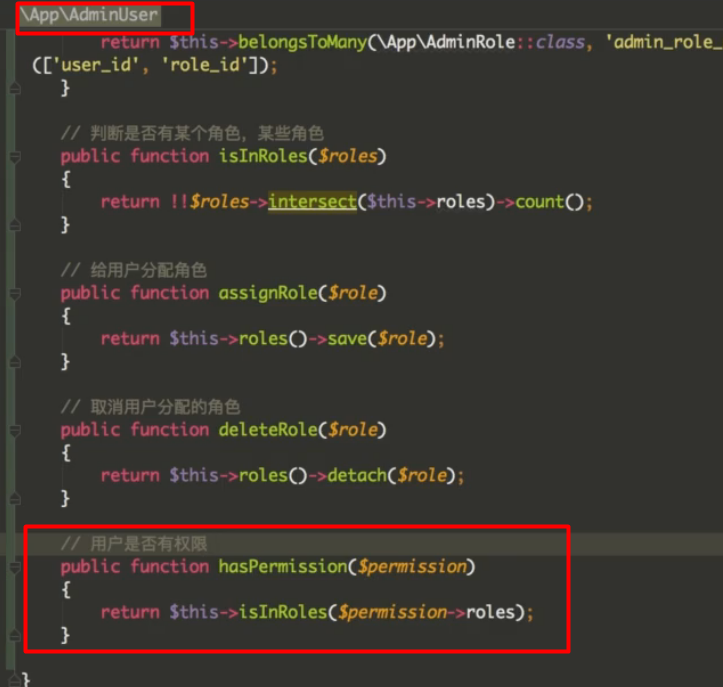 \App\AdminUser
return $this->belongsToMany(\App\AdminRole::class, 'admin_role_
(['user_id', 'role_id']);
}
// 判断是否有某个角色，某些角色
public function isInRoles($roles)
{
return !!$roles->intersect($this->roles)->count();
}
// 给用户分配角色
public function assignRole($role)
{
return $this->roles()->save($role);
}
// 取消用户分配的角色
public function deleteRole($role)
{
return $this->roles()->detach($role);
}
// 用户是否有权限
public function hasPermission($permission)
{
return $this->isInRoles($permission->roles);
}
}